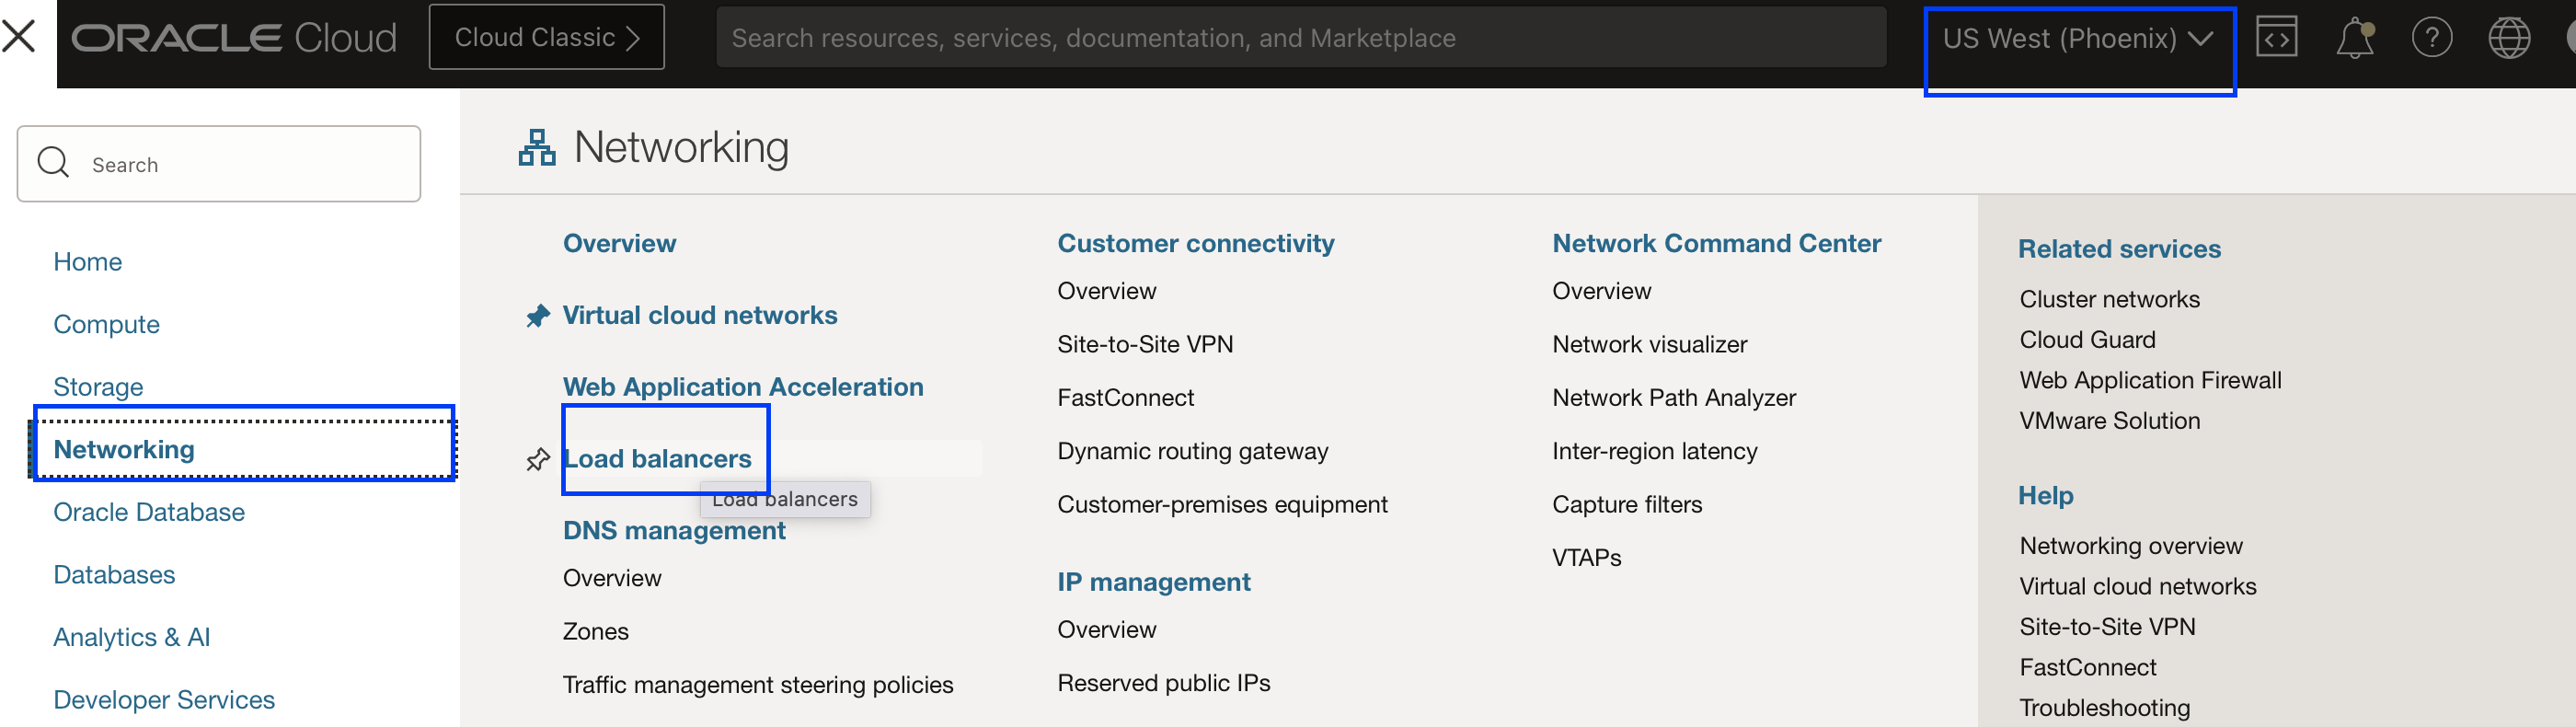 ORACLE Cloud
Cloud Classic
Search resources, services, documentation, and Marketplace
US West (Phoenix)
Search
Home
Compute
Storage
Networking
Oracle Database
Databases
Analytics & AI
Developer Services
Networking
Overview
Virtual cloud networks
Web Application Acceleration
Load balancers
Load balancers
DNS management
Overview
Zones
Traffic management steering policies
Customer connectivity
Overview
Site-to-Site VPN
FastConnect
Dynamic routing gateway
Customer-premises equipment
IP management
Overview
Reserved public IPs
Network Command Center
Overview
Network visualizer
Network Path Analyzer
Inter-region latency
Capture filters
VTAPs
Related services
Cluster networks
Cloud Guard
Web Application Firewall
VMware Solution
Help
Networking overview
Virtual cloud networks
Site-to-Site VPN
FastConnect
Troubleshooting